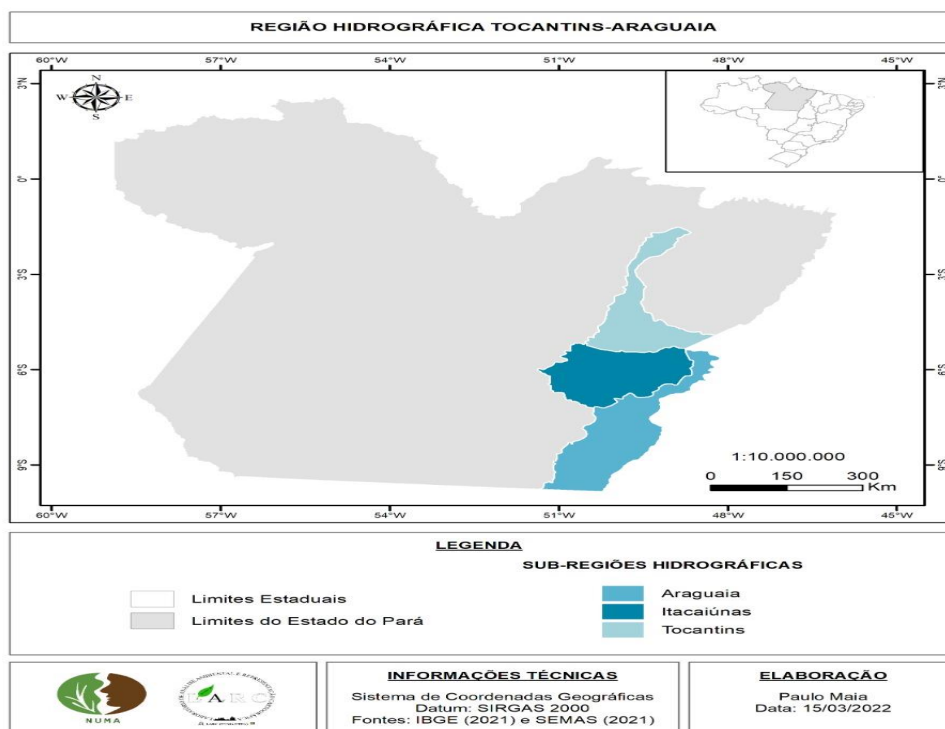 REGIÃO HIDROGRÁFICA TOCANTINS-ARAGUAIA
60°W 57°W 54°W 51°W 48°W 45°W
3°N 3°N
N
W E
S
0° 0°
3°S 3°S
6°S 6°S
9°S 9°S
1:10.000.000
0 150 300
Km
60°W 57°W 54°W 51°W 48°W 45°W
LEGENDA
SUB-REGIÕES HIDROGRÁFICAS
Limites Estaduais
Limites do Estado do Pará
Araguaia
Itacaiúnas
Tocantins
NUMA
INFORMAÇÕES TÉCNICAS
Sistema de Coordenadas Geográficas
Datum: SIRGAS 2000
Fontes: IBGE (2021) e SEMAS (2021)
ELABORAÇÃO
Paulo Maia
Data: 15/03/2022